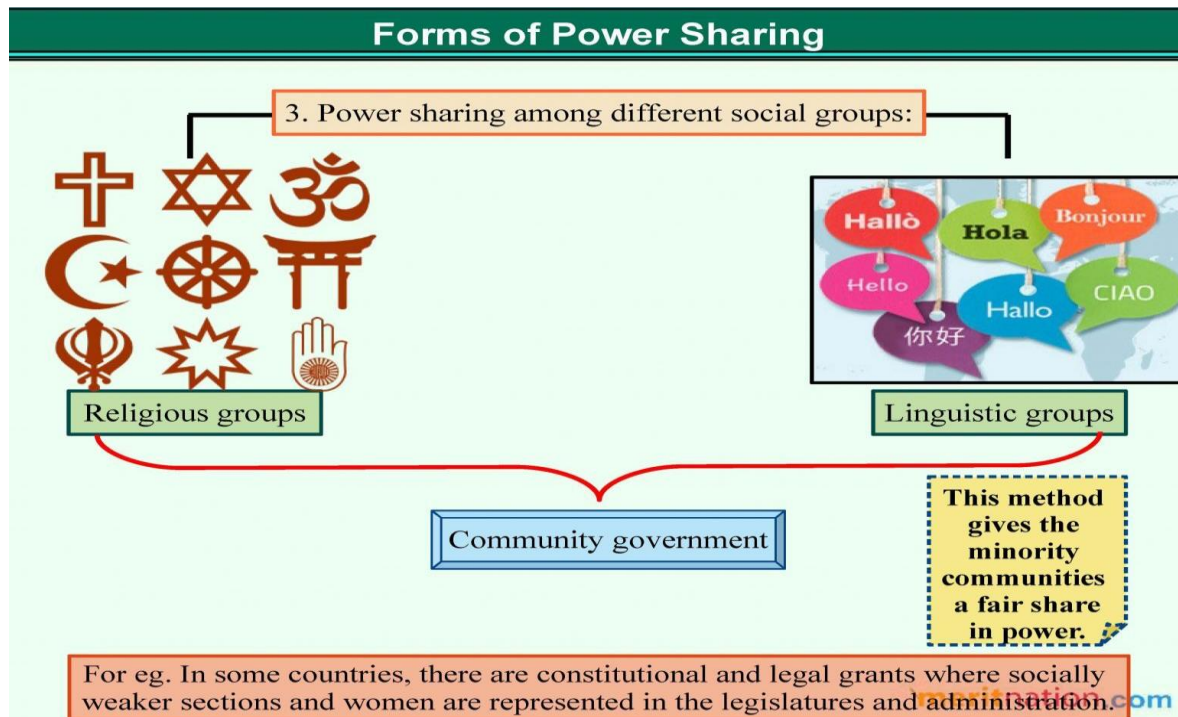 Forms of Power Sharing
3. Power sharing among different social groups:
Hallò
Hola
Bonjour
Hello
你好
Hallo
CIAO
Religious groups
Linguistic groups
Community government
This method
gives the
minority
communities
a fair share
in power.
For eg. In some countries, there are constitutional and legal grants where socially
weaker sections and women are represented in the legislatures and administration.
meritnation.com